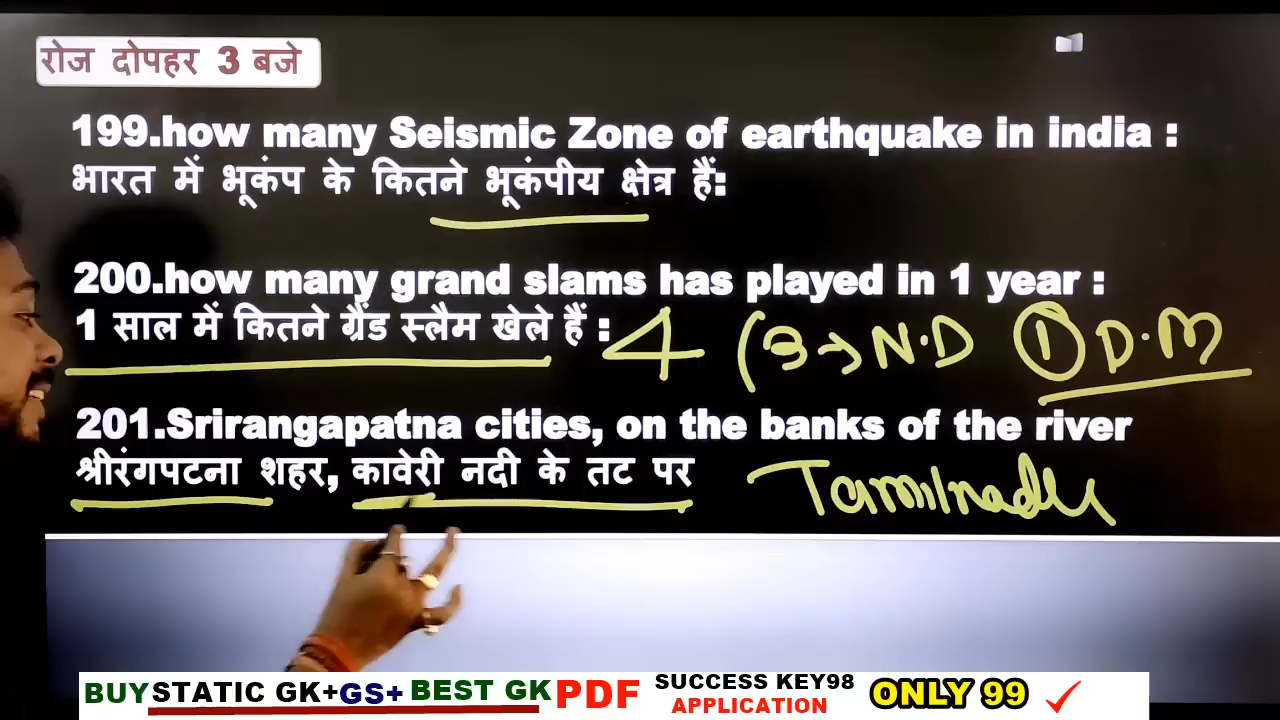 रोज दोपहर 3 बजे
199.how many Seismic Zone of earthquake in india :
भारत में भूकंप के कितने भूकंपीय क्षेत्र हैं:
200.how many grand slams has played in 1 year :
1 साल में कितने ग्रैंड स्लैम खेले हैं : 4 (3→N.D ① D.M
201.Srirangapatna cities, on the banks of the river
श्रीरंगपटना शहर, कावेरी नदी के तट पर Tamilnadu
BUY STATIC GK+GS+ BEST GK PDF SUCCESS KEY98 APPLICATION ONLY 99